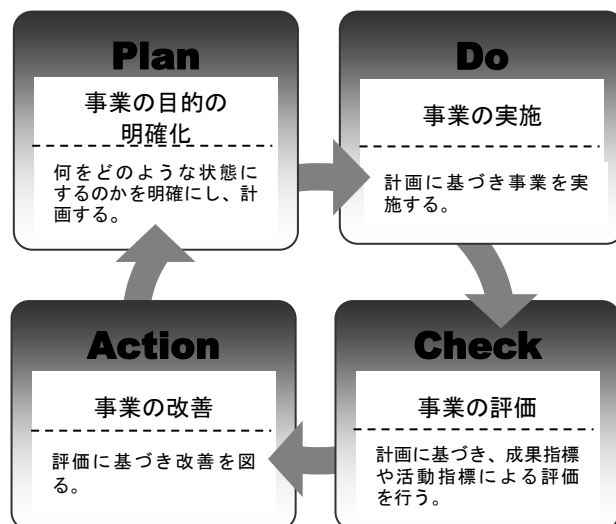 Plan
事業の目的の
明確化
何をどのような状態に
するのかを明確にし、計
画する。
Do
事業の実施
計画に基づき事業を実
施する。
Action
事業の改善
評価に基づき改善を図
る。
Check
事業の評価
計画に基づき、成果指標
や活動指標による評価
を行う。